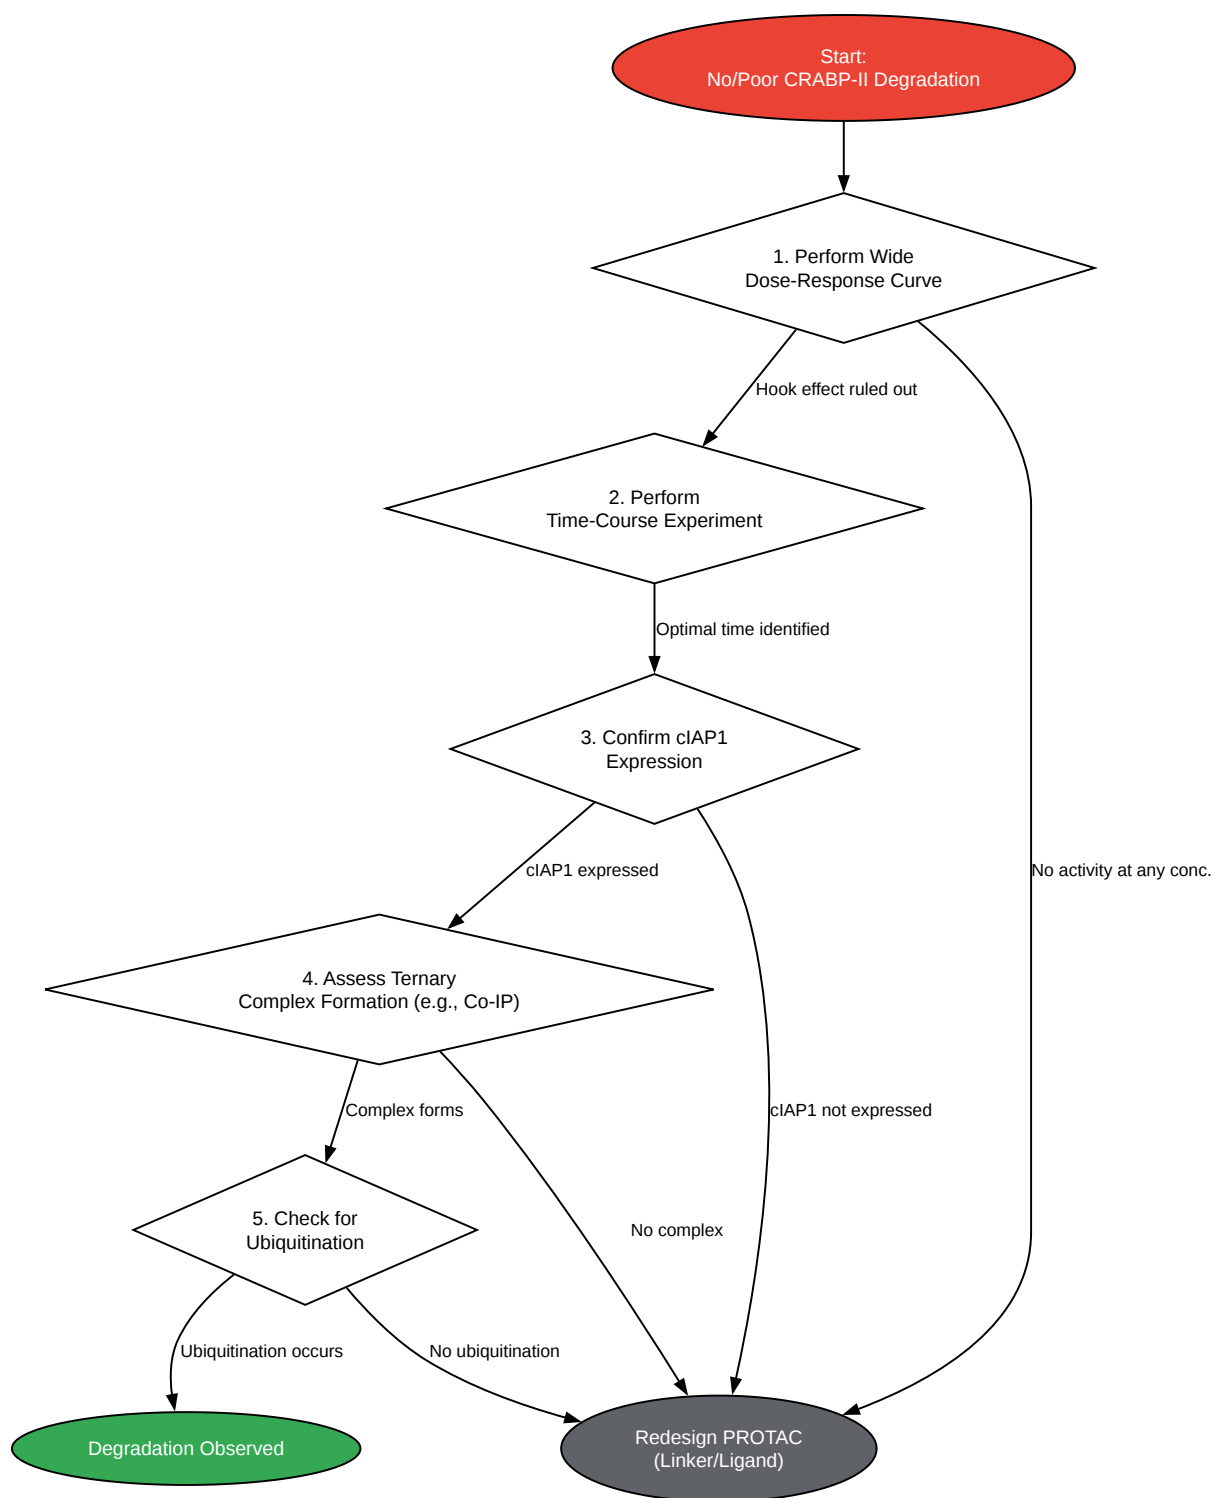 Start:
No/Poor CRABP-II Degradation
1. Perform Wide
Dose-Response Curve
Hook effect ruled out
2. Perform
Time-Course Experiment
Optimal time identified
3. Confirm cIAP1
Expression
cIAP1 expressed
No activity at any conc.
4. Assess Ternary
Complex Formation (e.g., Co-IP)
Complex forms
cIAP1 not expressed
5. Check for
Ubiquitination
No complex
Ubiquitination occurs
No ubiquitination
Degradation Observed
Redesign PROTAC
(Linker/Ligand)